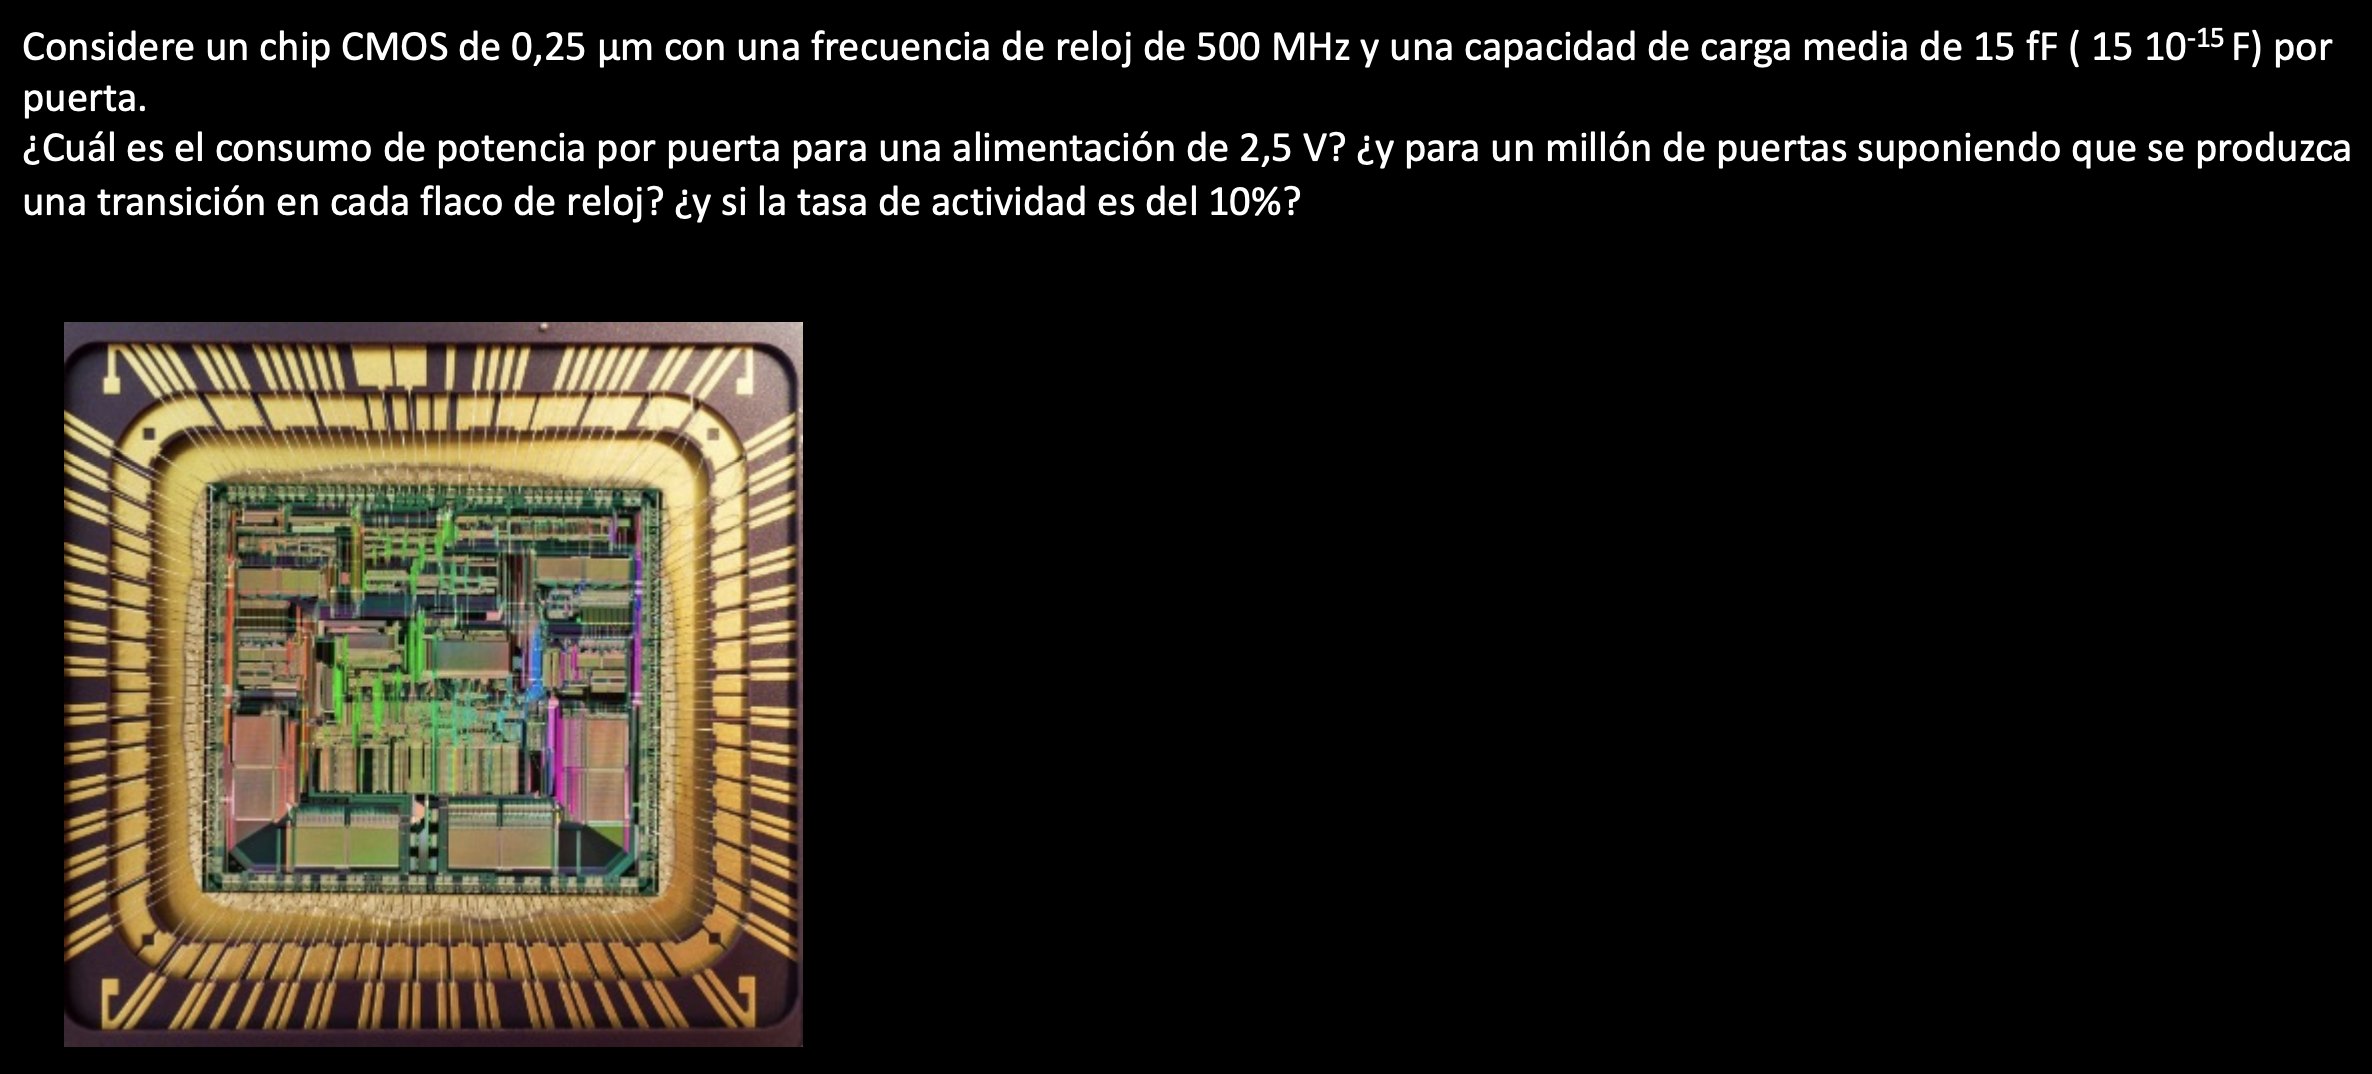 Considere un chip CMOS de 0,25 μm con una frecuencia de reloj de 500 MHz y una capacidad de carga media de 15 fF ( 15 10⁻¹⁵ F) por
puerta.
¿Cuál es el consumo de potencia por puerta para una alimentación de 2,5 V? ¿y para un millón de puertas suponiendo que se produzca
una transición en cada flaco de reloj? ¿y si la tasa de actividad es del 10%?